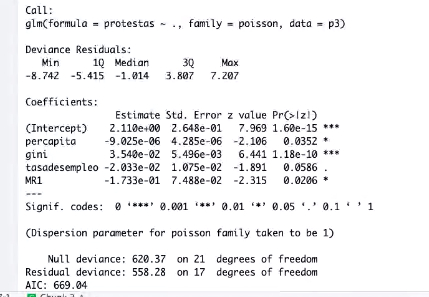 Call:
glm(formula = protestas ~ ., family = poisson, data = p3)
Deviance Residuals:
Min 1Q Median 3Q Max
-8.742 -5.415 -1.014 3.807 7.207
Coefficients:
Estimate Std. Error z value Pr(>|z|)
(Intercept) 2.110e+00 2.648e-01 7.969 1.60e-15 ***
percapita -9.025e-06 4.285e-06 -2.106 0.0352 *
gini 3.540e-02 5.496e-03 6.441 1.18e-10 ***
tasadesempleo -2.033e-02 1.075e-02 -1.891 0.0586 .
MR1 -1.733e-01 7.488e-02 -2.315 0.0206 *
---
Signif. codes: 0 ‘***’ 0.001 ‘**’ 0.01 ‘*’ 0.05 ‘.’ 0.1 ‘ ’ 1
(Dispersion parameter for poisson family taken to be 1)
Null deviance: 620.37 on 21 degrees of freedom
Residual deviance: 558.28 on 17 degrees of freedom
AIC: 669.04